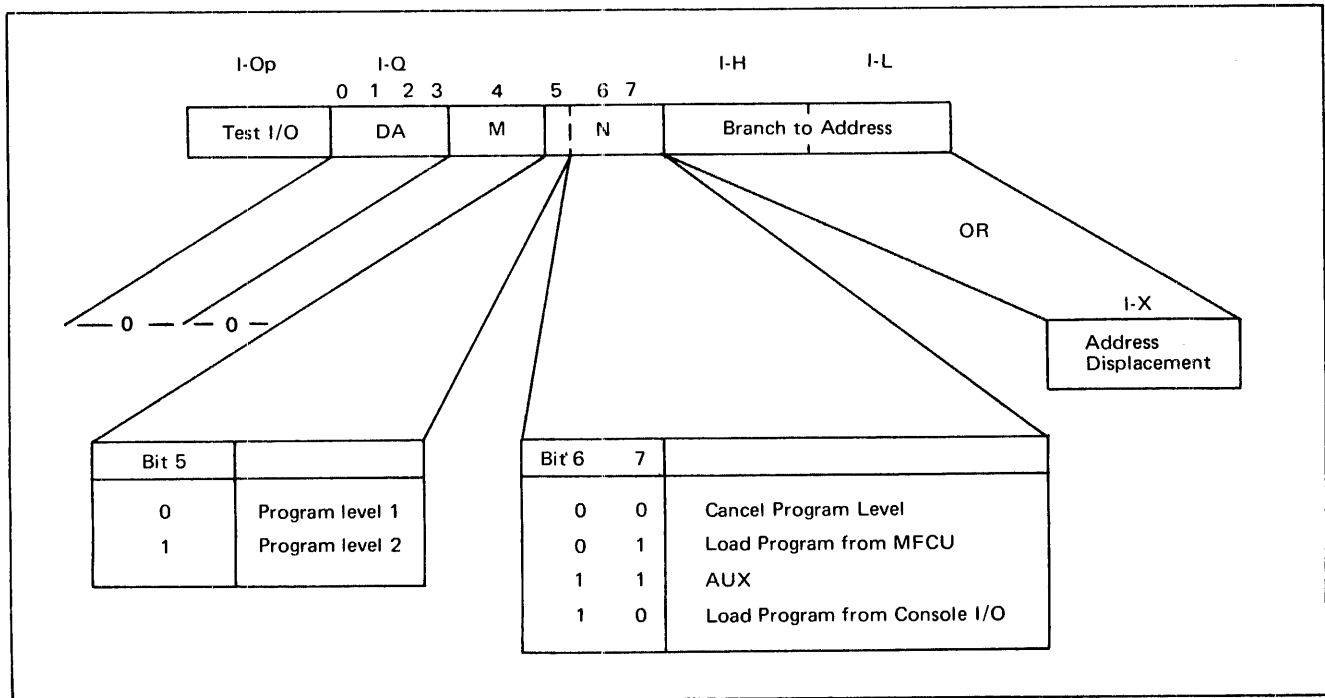 I-Op I-Q I-H I-L
0 1 2 3 4 5 6 7
Test I/O DA M N Branch to Address
OR
0 0
I-X
Address
Displacement
Bit 5
0 Program level 1
1 Program level 2
Bit 6 7
0 0 Cancel Program Level
0 1 Load Program from MFCU
1 1 AUX
1 0 Load Program from Console I/O